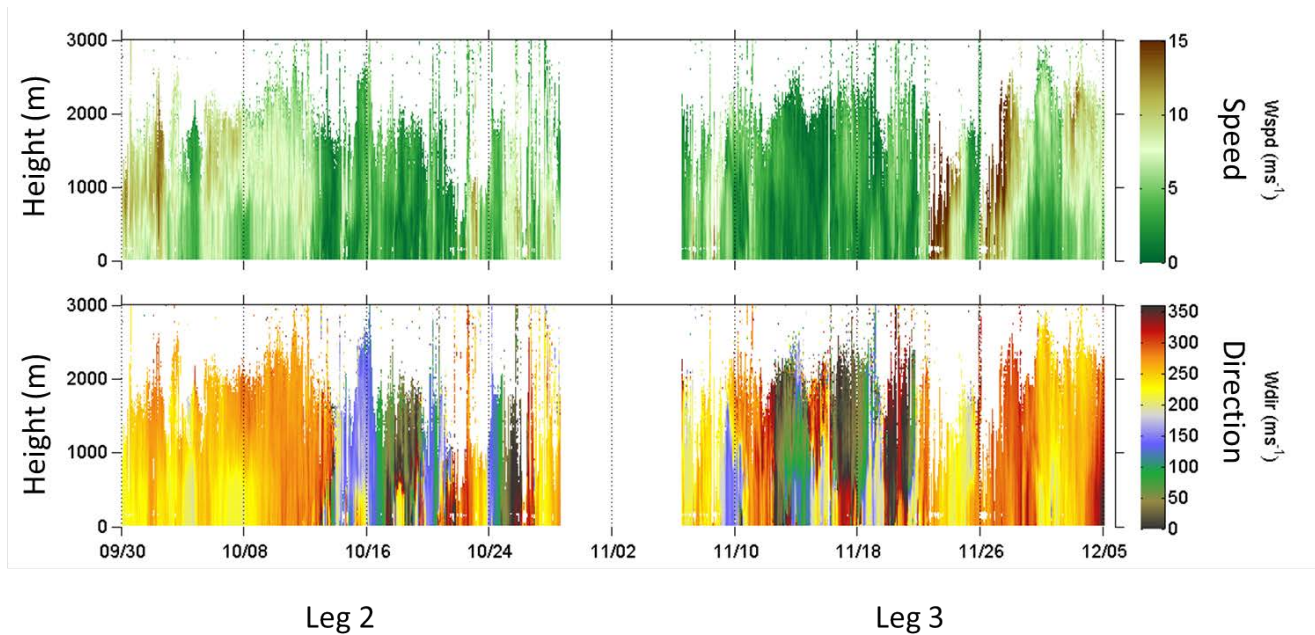 3000
2000
1000
0
Height (m)
15
10
5
0
Wspd (ms-1)
Speed
3000
2000
1000
0
Height (m)
09/30 10/08 10/16 10/24 11/02 11/10 11/18 11/26 12/05
350
300
250
200
150
100
50
0
Wdir (ms-1)
Direction
Leg 2 Leg 3